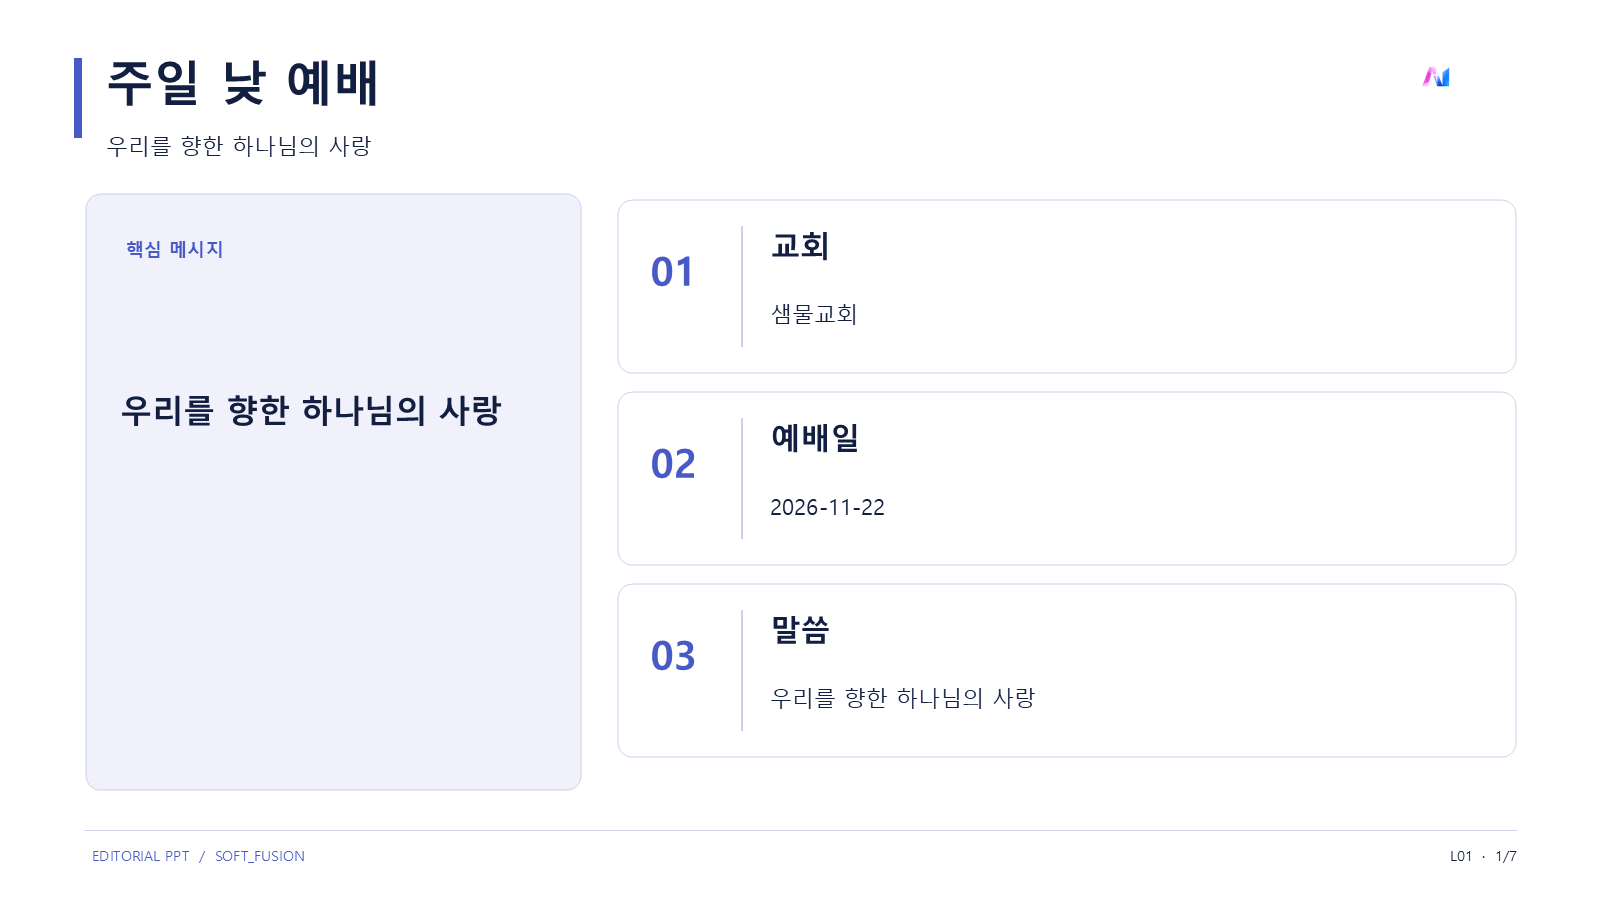 주일 낮 예배
우리를 향한 하나님의 사랑
핵심 메시지
우리를 향한 하나님의 사랑
01
교회
샘물교회
02
예배일
2026-11-22
03
말씀
우리를 향한 하나님의 사랑
EDITORIAL PPT / SOFT_FUSION
L01 · 1/7